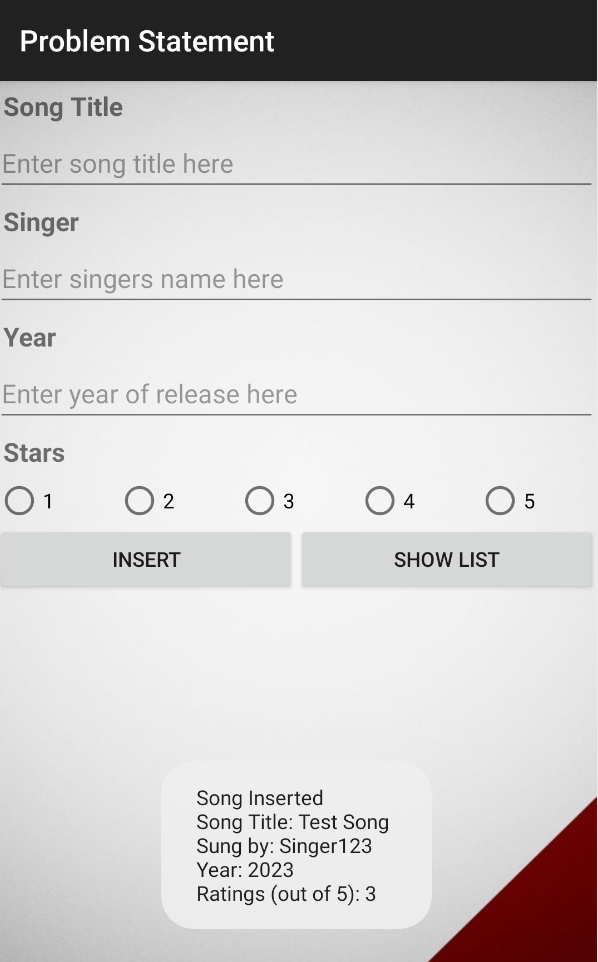 Problem Statement
Song Title
Enter song title here
Singer
Enter singers name here
Year
Enter year of release here
Stars
1 2 3 4 5
INSERT SHOW LIST
Song Inserted
Song Title: Test Song
Sung by: Singer123
Year: 2023
Ratings (out of 5): 3